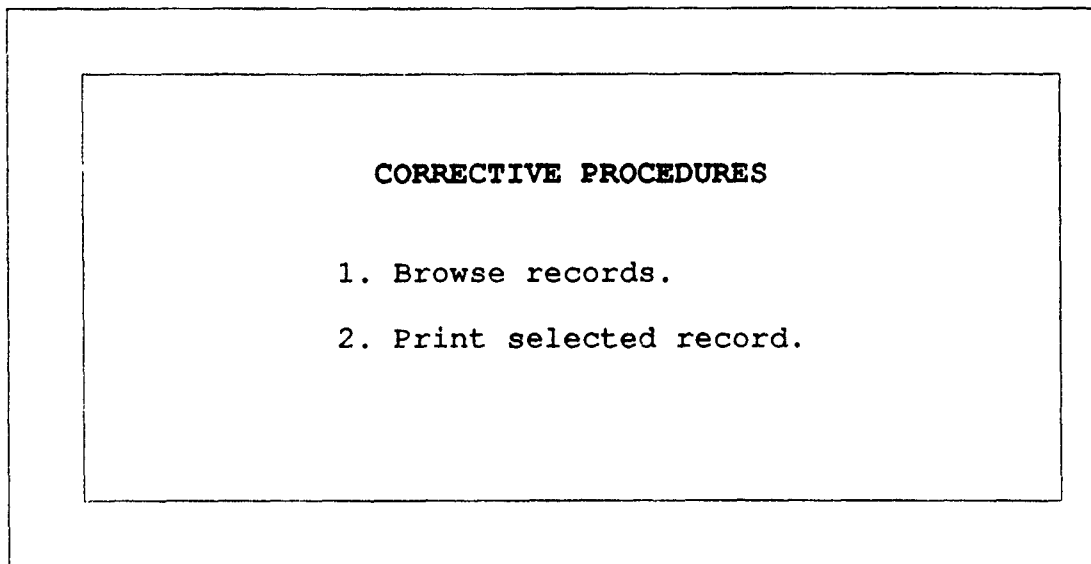 CORRECTIVE PROCEDURES
1. Browse records.
2. Print selected record.